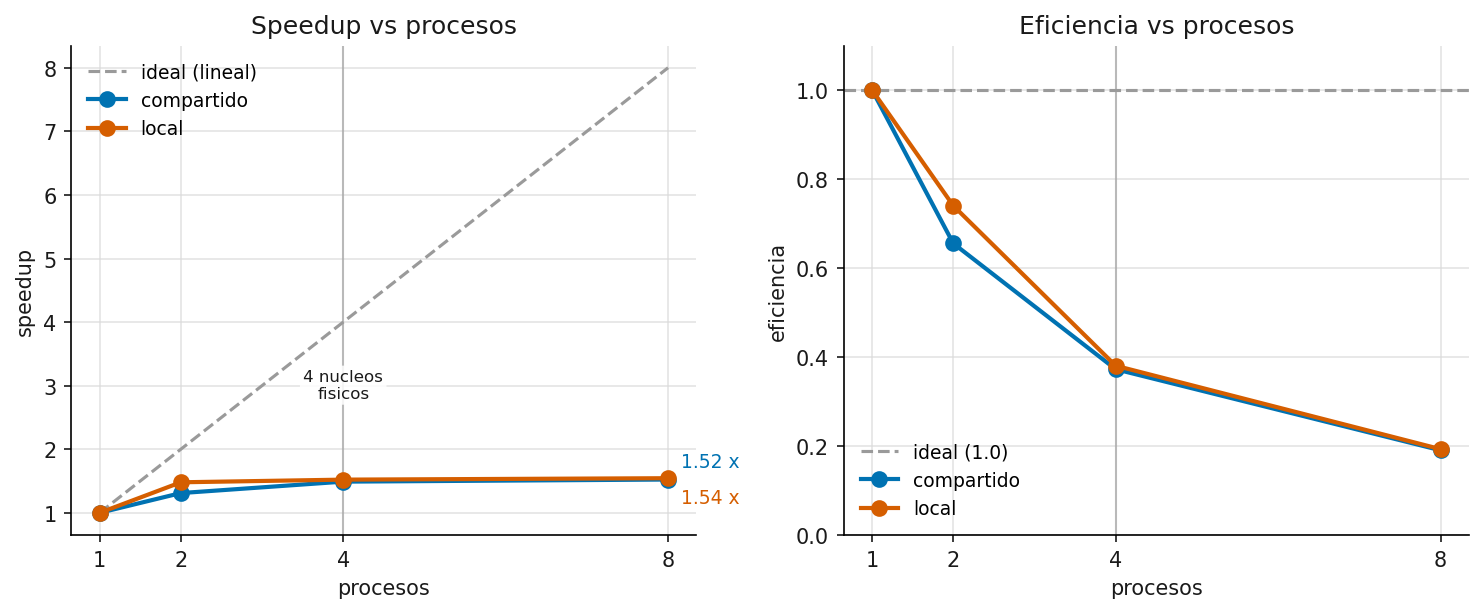 Speedup vs procesos
ideal (lineal)
compartido
local
8
7
6
5
4
3
2
1
speedup
4 nucleos
fisicos
1.52 x
1.54 x
1
2
4
8
procesos
Eficiencia vs procesos
1.0
0.8
0.6
0.4
0.2
0.0
eficiencia
ideal (1.0)
compartido
local
1
2
4
8
procesos